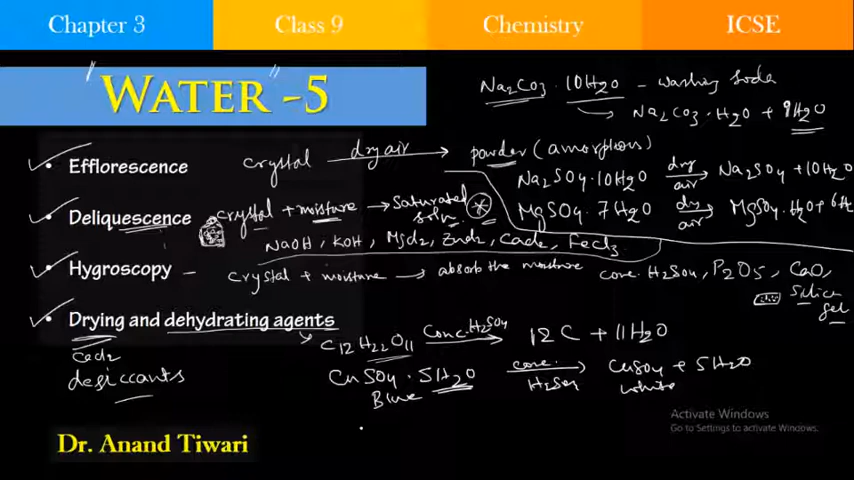 Chapter 3 Class 9 Chemistry ICSE
WATER -5
Na2CO3 . 10H2O - washing soda
→ Na2CO3 . H2O + 9H2O
• Efflorescence crystal dry air → powder (amorphous)
Na2SO4 . 10H2O dry air → Na2SO4 + 10H2O
• Deliquescence crystal + misture → Saturated soln.
MgSO4 . 7H2O dry air → MgSO4 . H2O + 6H
NaOH, KOH, MgCl2, ZnCl2, CaCl2, FeCl3
• Hygroscopy - crystal + moisture → absorb the moisture conc. H2SO4, P2O5, CaO,
Silica gel
• Drying and dehydrating agents
C12H22O11 Conc H2SO4 → 12C + 11H2O
CaCl2
desiccants
CuSO4 . 5H2O conc. H2SO4 → CuSO4 + 5H2O
Blue white
Activate Windows
Go to Settings to activate Windows.
Dr. Anand Tiwari